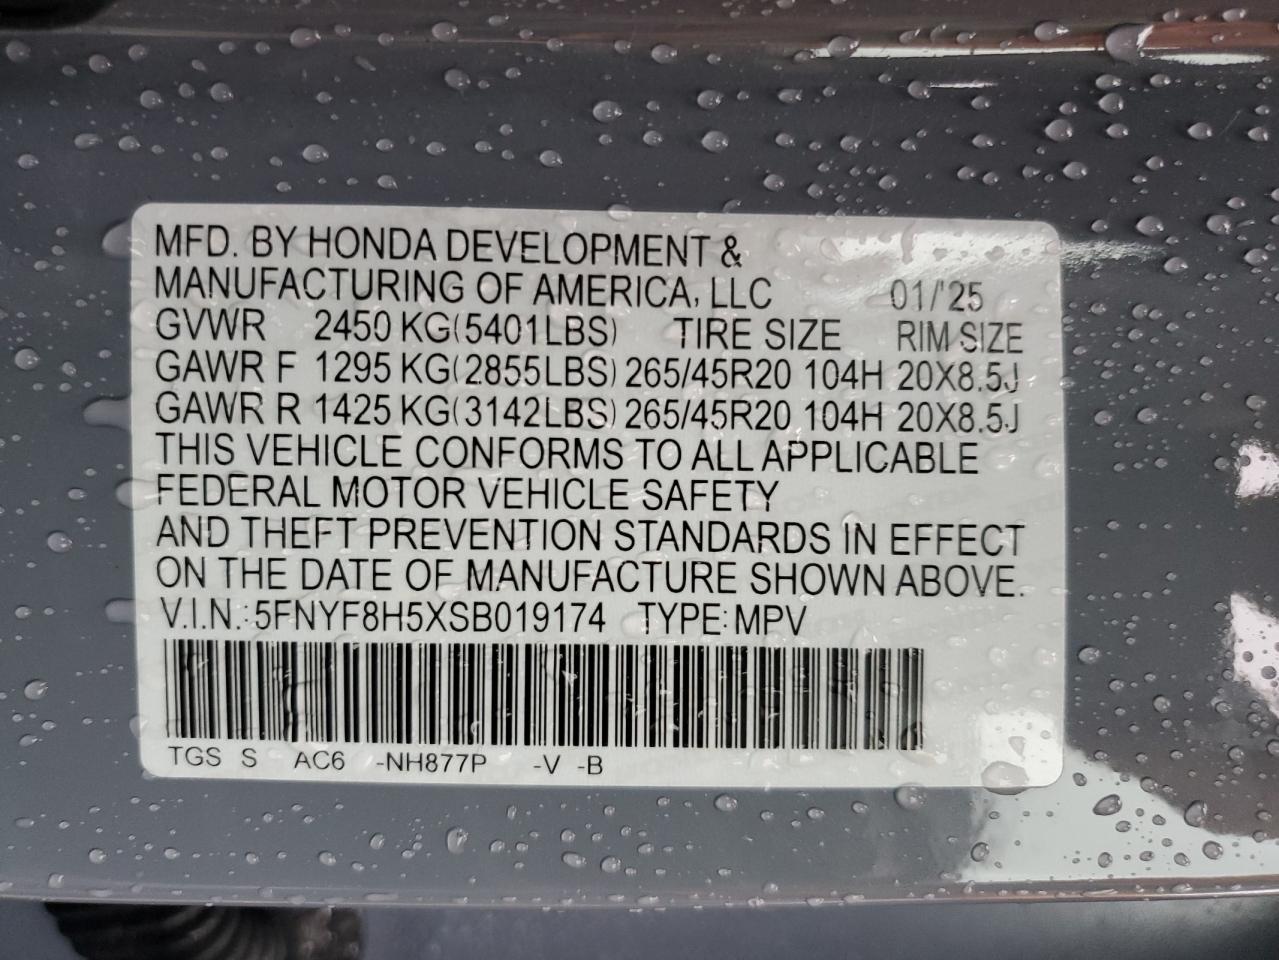 MFD. BY HONDA DEVELOPMENT &
MANUFACTURING OF AMERICA, LLC 01/'25
GVWR 2450 KG(5401LBS) TIRE SIZE RIM SIZE
GAWR F 1295 KG(2855LBS) 265/45R20 104H 20X8.5J
GAWR R 1425 KG(3142LBS) 265/45R20 104H 20X8.5J
THIS VEHICLE CONFORMS TO ALL APPLICABLE
FEDERAL MOTOR VEHICLE SAFETY
AND THEFT PREVENTION STANDARDS IN EFFECT
ON THE DATE OF MANUFACTURE SHOWN ABOVE.
V.I.N.: 5FNYF8H5XSB019174 TYPE: MPV
TGS S AC6 -NH877P -V -B